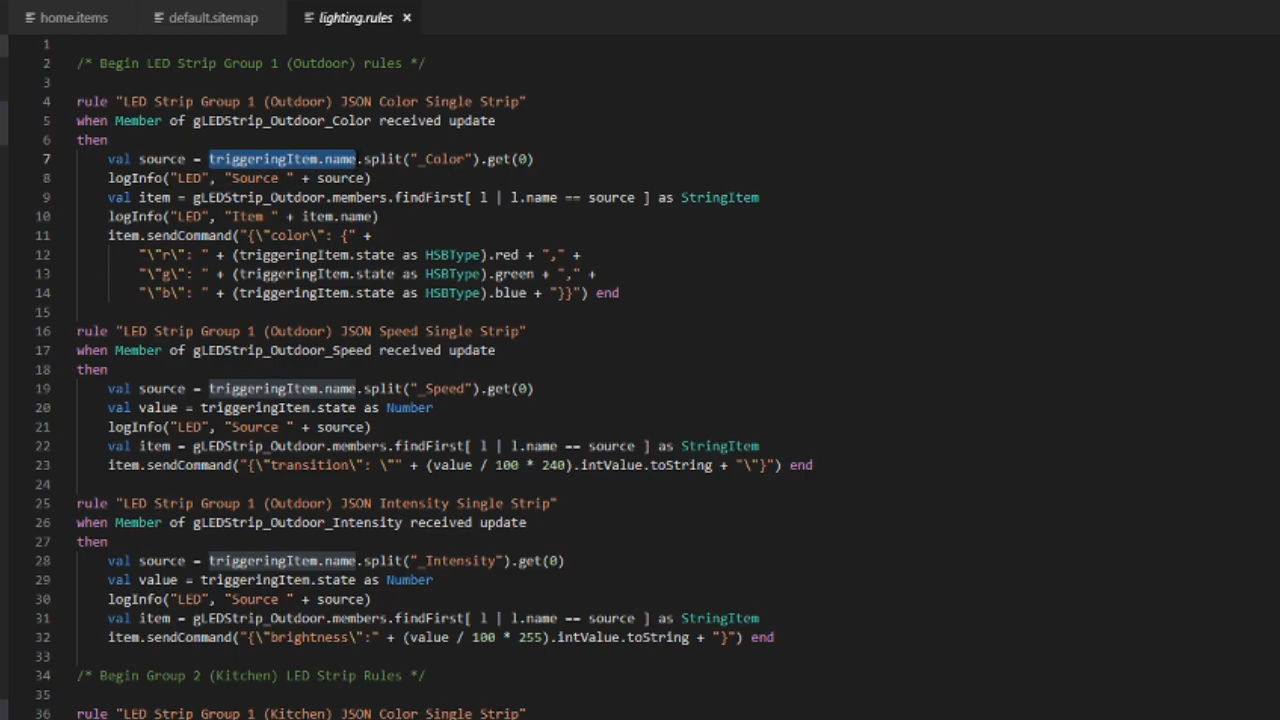 home.items
default.sitemap
lighting.rules ×
1
2 /* Begin LED Strip Group 1 (Outdoor) rules */
3
4 rule "LED Strip Group 1 (Outdoor) JSON Color Single Strip"
5 when Member of gLEDStrip_Outdoor_Color received update
6 then
7 val source = triggeringItem.name.split("_Color").get(0)
8 logInfo("LED", "Source " + source)
9 val item = gLEDStrip_Outdoor.members.findFirst[ l | l.name == source ] as StringItem
10 logInfo("LED", "Item " + item.name)
11 item.sendCommand("{\"color\": {" +
12 "\"r\": " + (triggeringItem.state as HSBType).red + "," +
13 "\"g\": " + (triggeringItem.state as HSBType).green + "," +
14 "\"b\": " + (triggeringItem.state as HSBType).blue + "}}") end
15
16 rule "LED Strip Group 1 (Outdoor) JSON Speed Single Strip"
17 when Member of gLEDStrip_Outdoor_Speed received update
18 then
19 val source = triggeringItem.name.split("_Speed").get(0)
20 val value = triggeringItem.state as Number
21 logInfo("LED", "Source " + source)
22 val item = gLEDStrip_Outdoor.members.findFirst[ l | l.name == source ] as StringItem
23 item.sendCommand("{\"transition\": \"" + (value / 100 * 240).intValue.toString + "\"}") end
24
25 rule "LED Strip Group 1 (Outdoor) JSON Intensity Single Strip"
26 when Member of gLEDStrip_Outdoor_Intensity received update
27 then
28 val source = triggeringItem.name.split("_Intensity").get(0)
29 val value = triggeringItem.state as Number
30 logInfo("LED", "Source " + source)
31 val item = gLEDStrip_Outdoor.members.findFirst[ l | l.name == source ] as StringItem
32 item.sendCommand("{\"brightness\":" + (value / 100 * 255).intValue.toString + "}") end
33
34 /* Begin Group 2 (Kitchen) LED Strip Rules */
35
36 rule "LED Strip Group 1 (Kitchen) JSON Color Single Strip"